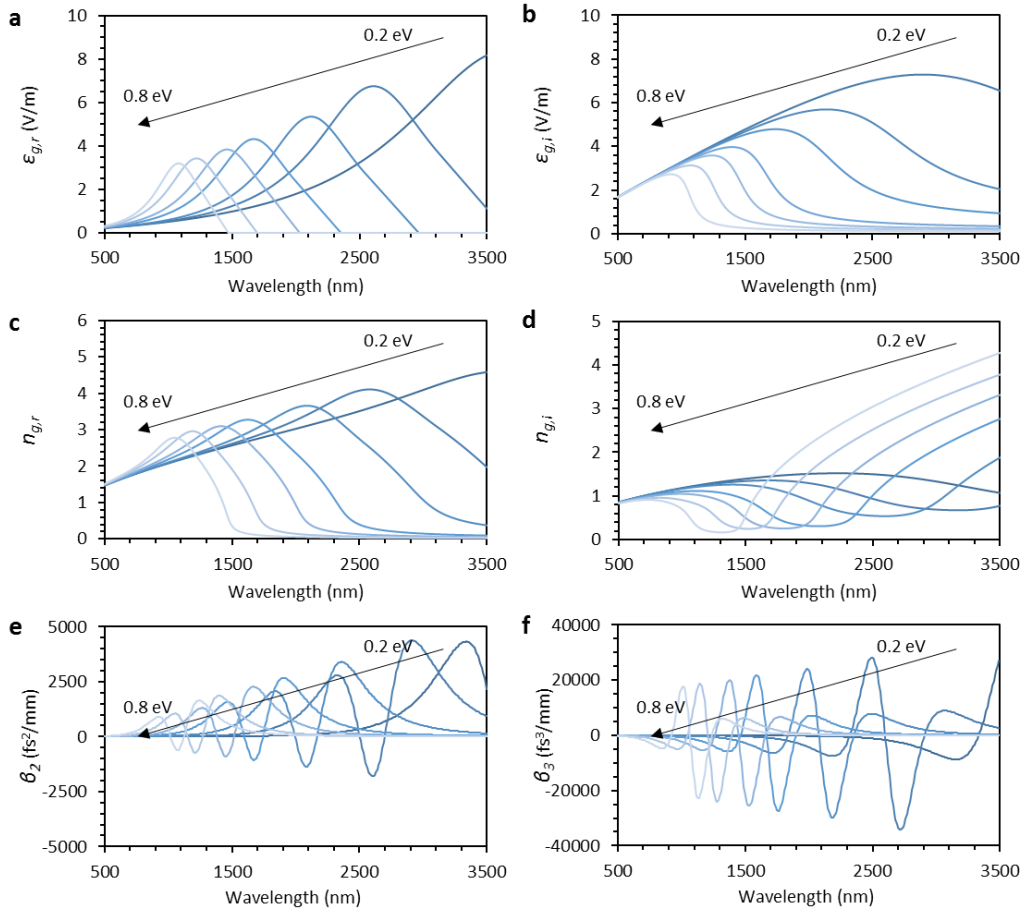 a
10
8
6
4
2
0
εg,r (V/m)
0.2 eV
0.8 eV
500
1500
2500
3500
Wavelength (nm)
b
10
8
6
4
2
0
εg,i (V/m)
0.2 eV
0.8 eV
500
1500
2500
3500
Wavelength (nm)
c
6
5
4
3
2
1
0
ng,r
0.2 eV
0.8 eV
500
1500
2500
3500
Wavelength (nm)
d
5
4
3
2
1
0
ng,i
0.2 eV
0.8 eV
500
1500
2500
3500
Wavelength (nm)
e
5000
2500
0
-2500
-5000
β2 (fs²/mm)
0.2 eV
0.8 eV
500
1500
2500
3500
Wavelength (nm)
f
40000
20000
0
-20000
-40000
β3 (fs³/mm)
0.2 eV
0.8 eV
500
1500
2500
3500
Wavelength (nm)